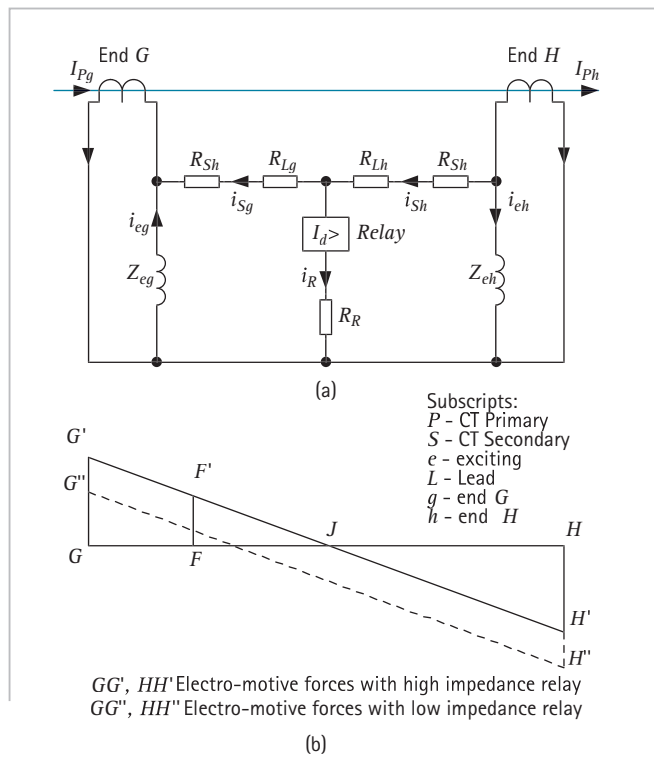 End G End H
I_Pg I_Ph
R_Sh R_Lg R_Lh R_Sh
i_Sg i_Sh i_eh
i_eg I_d> Relay
Z_eg i_R Z_eh
R_R
(a)
Subscripts:
P - CT Primary
S - CT Secondary
e - exciting
L - Lead
g - end G
h - end H
G'
F'
G"
J H
G F
H'
H"
GG', HH' Electro-motive forces with high impedance relay
GG", HH" Electro-motive forces with low impedance relay
(b)